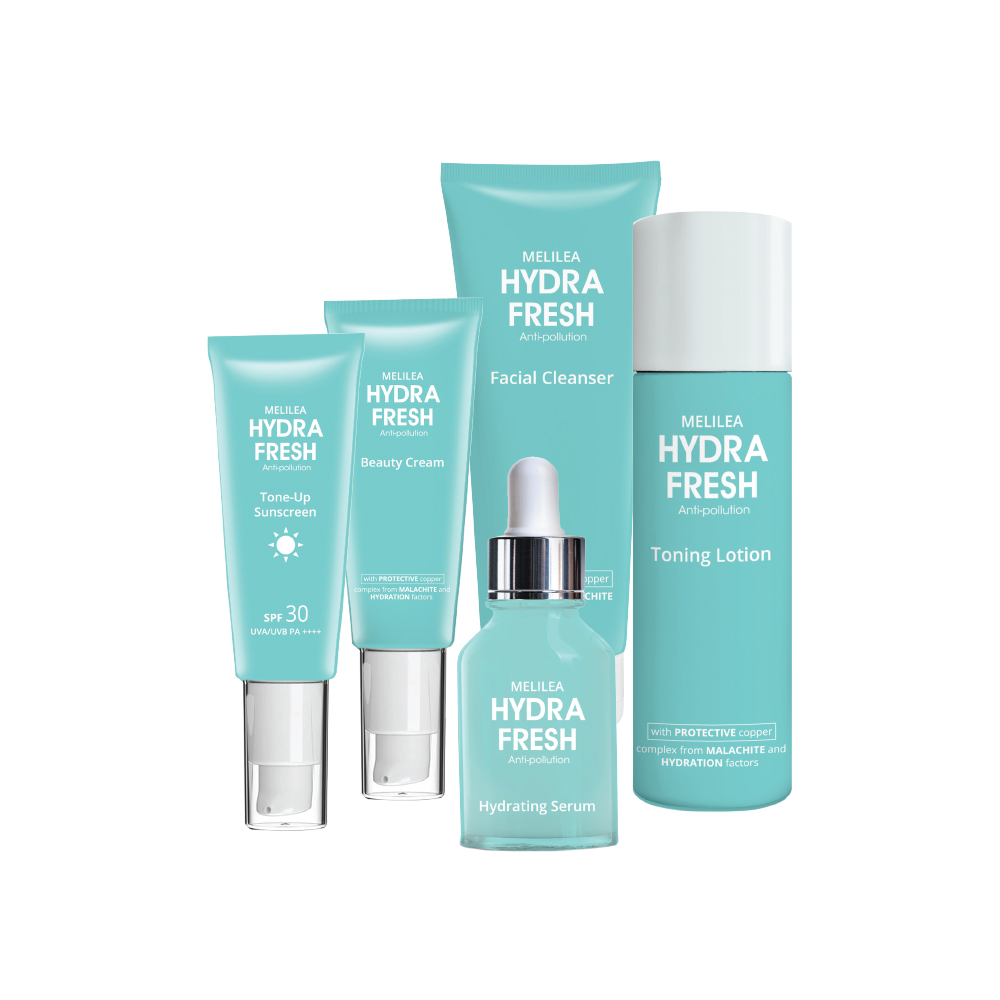 MELILEA
HYDRA
FRESH
Anti-pollution
Tone-Up
Sunscreen
SPF 30
UVA/UVB PA ++++
MELILEA
HYDRA
FRESH
Anti-pollution
Beauty Cream
with PROTECTIVE copper
complex from MALACHITE and
HYDRATION factors
MELILEA
HYDRA
FRESH
Anti-pollution
Facial Cleanser
MELILEA
HYDRA
FRESH
Anti-pollution
Hydrating Serum
MELILEA
HYDRA
FRESH
Anti-pollution
Toning Lotion
with PROTECTIVE copper
complex from MALACHITE and
HYDRATION factors